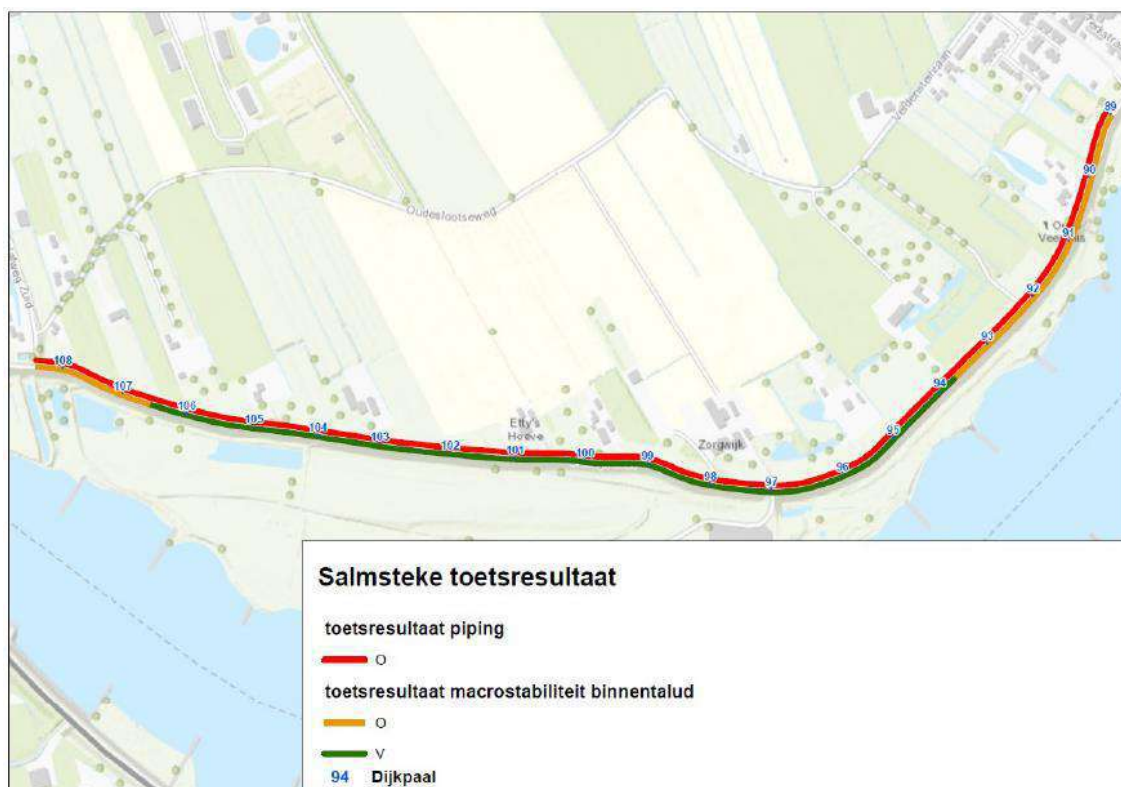 89
90
91
92
93
94
95
96
97
98
99
100
101
102
103
104
105
106
107
108
Oudeslootseweg
Zuid
Etty's
Hoeve
Zorgwijk
Salmsteke toetsresultaat
toetsresultaat piping
O
toetsresultaat macrostabiliteit binnentalud
O
V
94 Dijkpaal